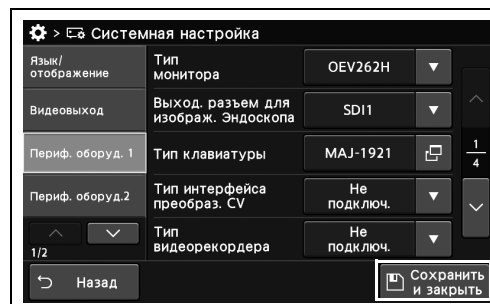 > Системная настройка
Язык/
отображение
Видеовыход
Периф. оборуд. 1
Периф. оборуд.2
1/2
Назад
Тип
монитора
OEV262H
Выход. разъем для
изображ. Эндоскопа
SDI1
Тип клавиатуры
MAJ-1921
Тип интерфейса
преобраз. CV
Не
подключ.
Тип
видеорекордера
Не
подключ.
1
4
Сохранить
и закрыть